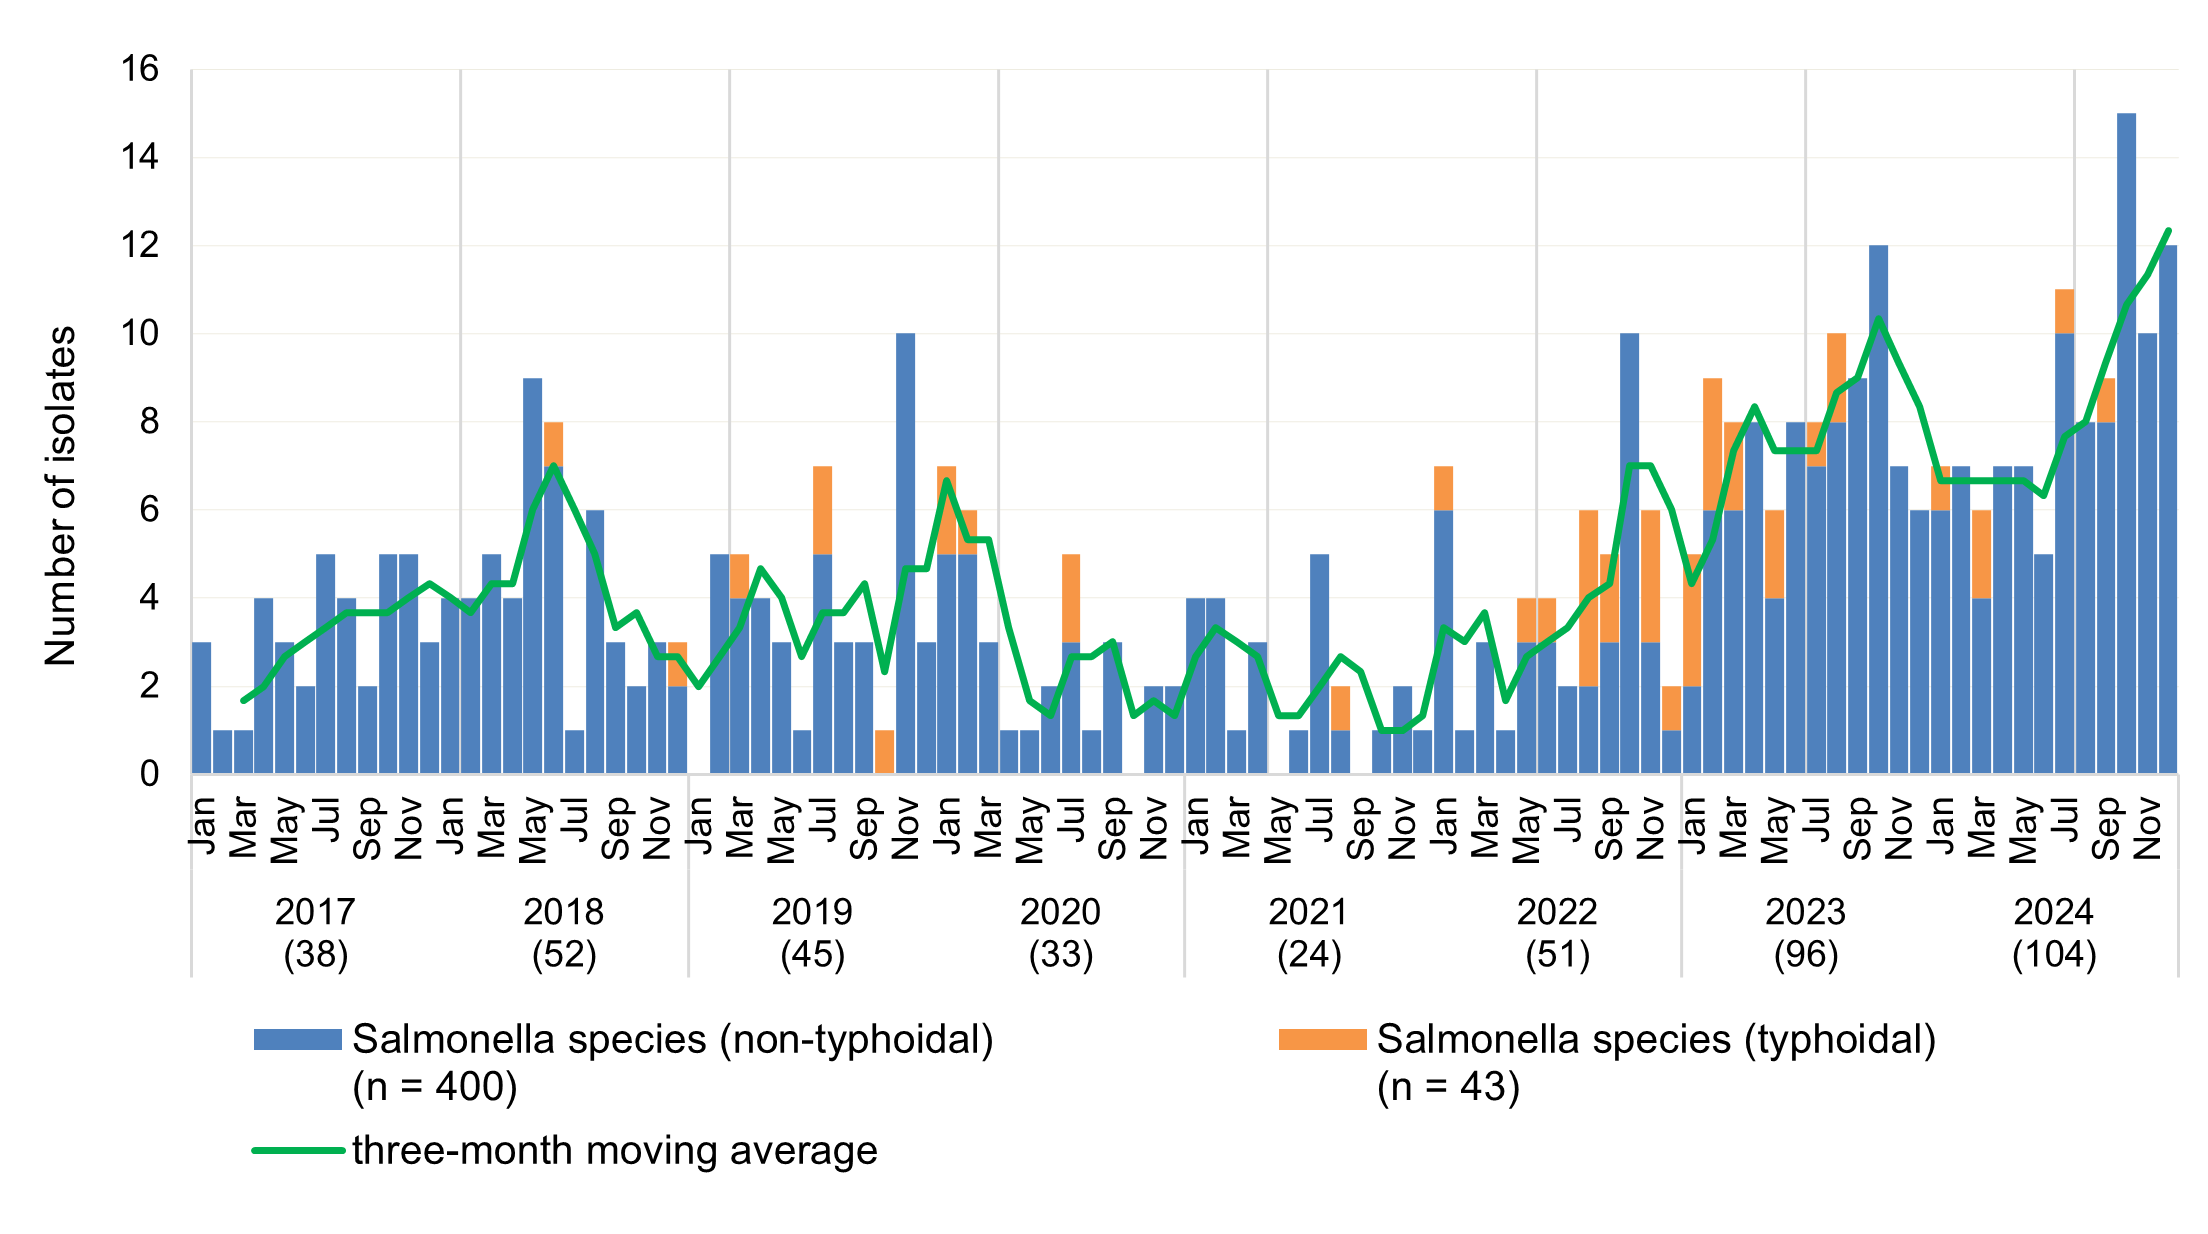 16
14
12
10
8
6
4
2
0
Number of isolates
Jan Mar May Jul Sep Nov Jan Mar May Jul Sep Nov Jan Mar May Jul Sep Nov Jan Mar May Jul Sep Nov Jan Mar May Jul Sep Nov Jan Mar May Jul Sep Nov Jan Mar May Jul Sep Nov Jan Mar May Jul Sep Nov
2017 2018 2019 2020 2021 2022 2023 2024
(38) (52) (45) (33) (24) (51) (96) (104)
Salmonella species (non-typhoidal)
(n = 400)
Salmonella species (typhoidal)
(n = 43)
three-month moving average